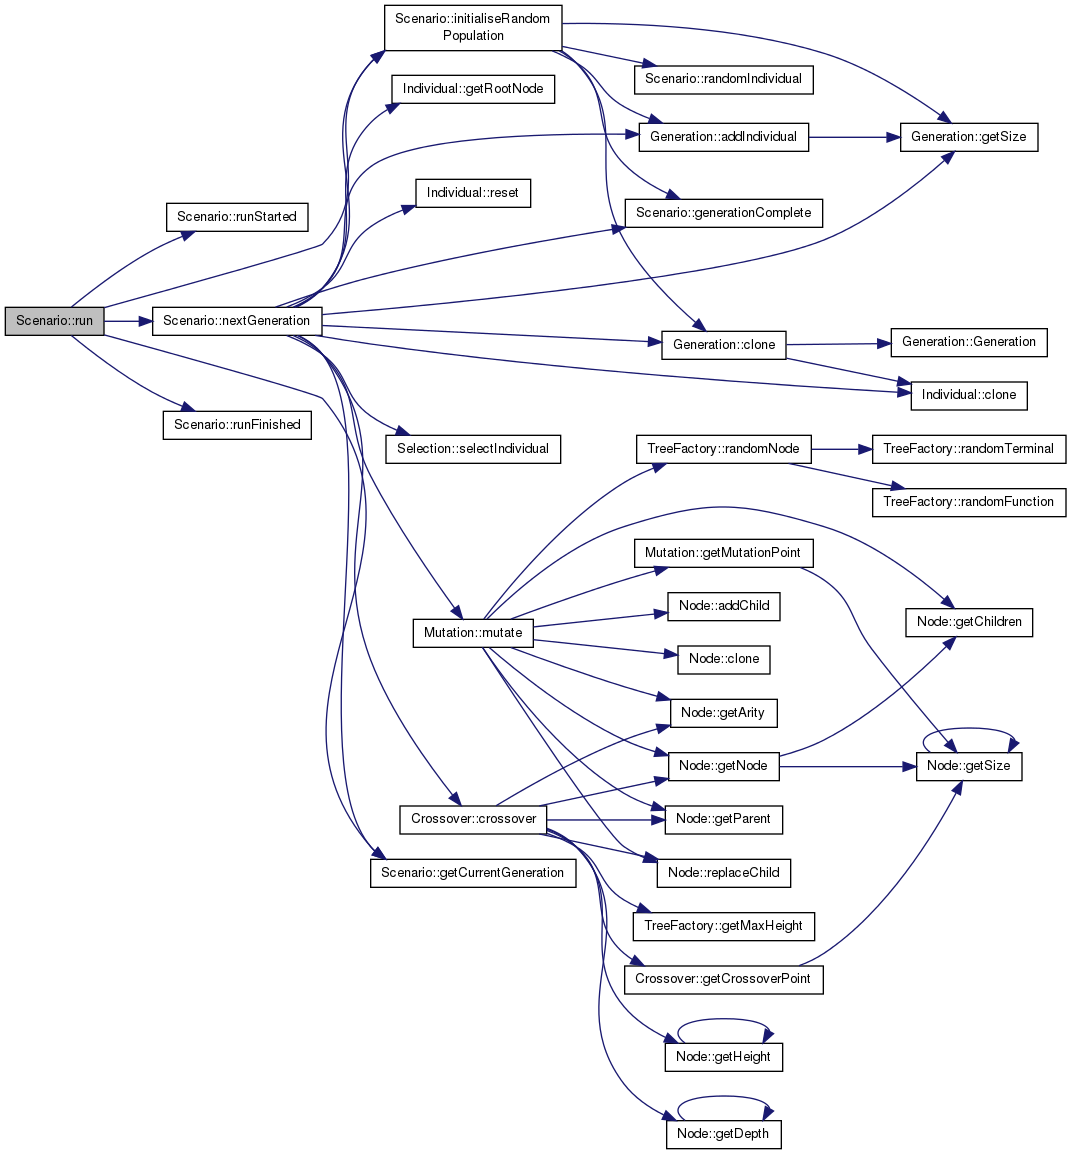 Scenario::initialiseRandom
Population
Scenario::randomIndividual
Individual::getRootNode
Generation::addIndividual
Generation::getSize
Individual::reset
Scenario::generationComplete
Scenario::runStarted
Scenario::run
Scenario::nextGeneration
Generation::clone
Generation::Generation
Individual::clone
Scenario::runFinished
Selection::selectIndividual
TreeFactory::randomNode
TreeFactory::randomTerminal
TreeFactory::randomFunction
Mutation::getMutationPoint
Node::addChild
Node::getChildren
Mutation::mutate
Node::clone
Node::getArity
Node::getNode
Node::getSize
Crossover::crossover
Node::getParent
Scenario::getCurrentGeneration
Node::replaceChild
TreeFactory::getMaxHeight
Crossover::getCrossoverPoint
Node::getHeight
Node::getDepth